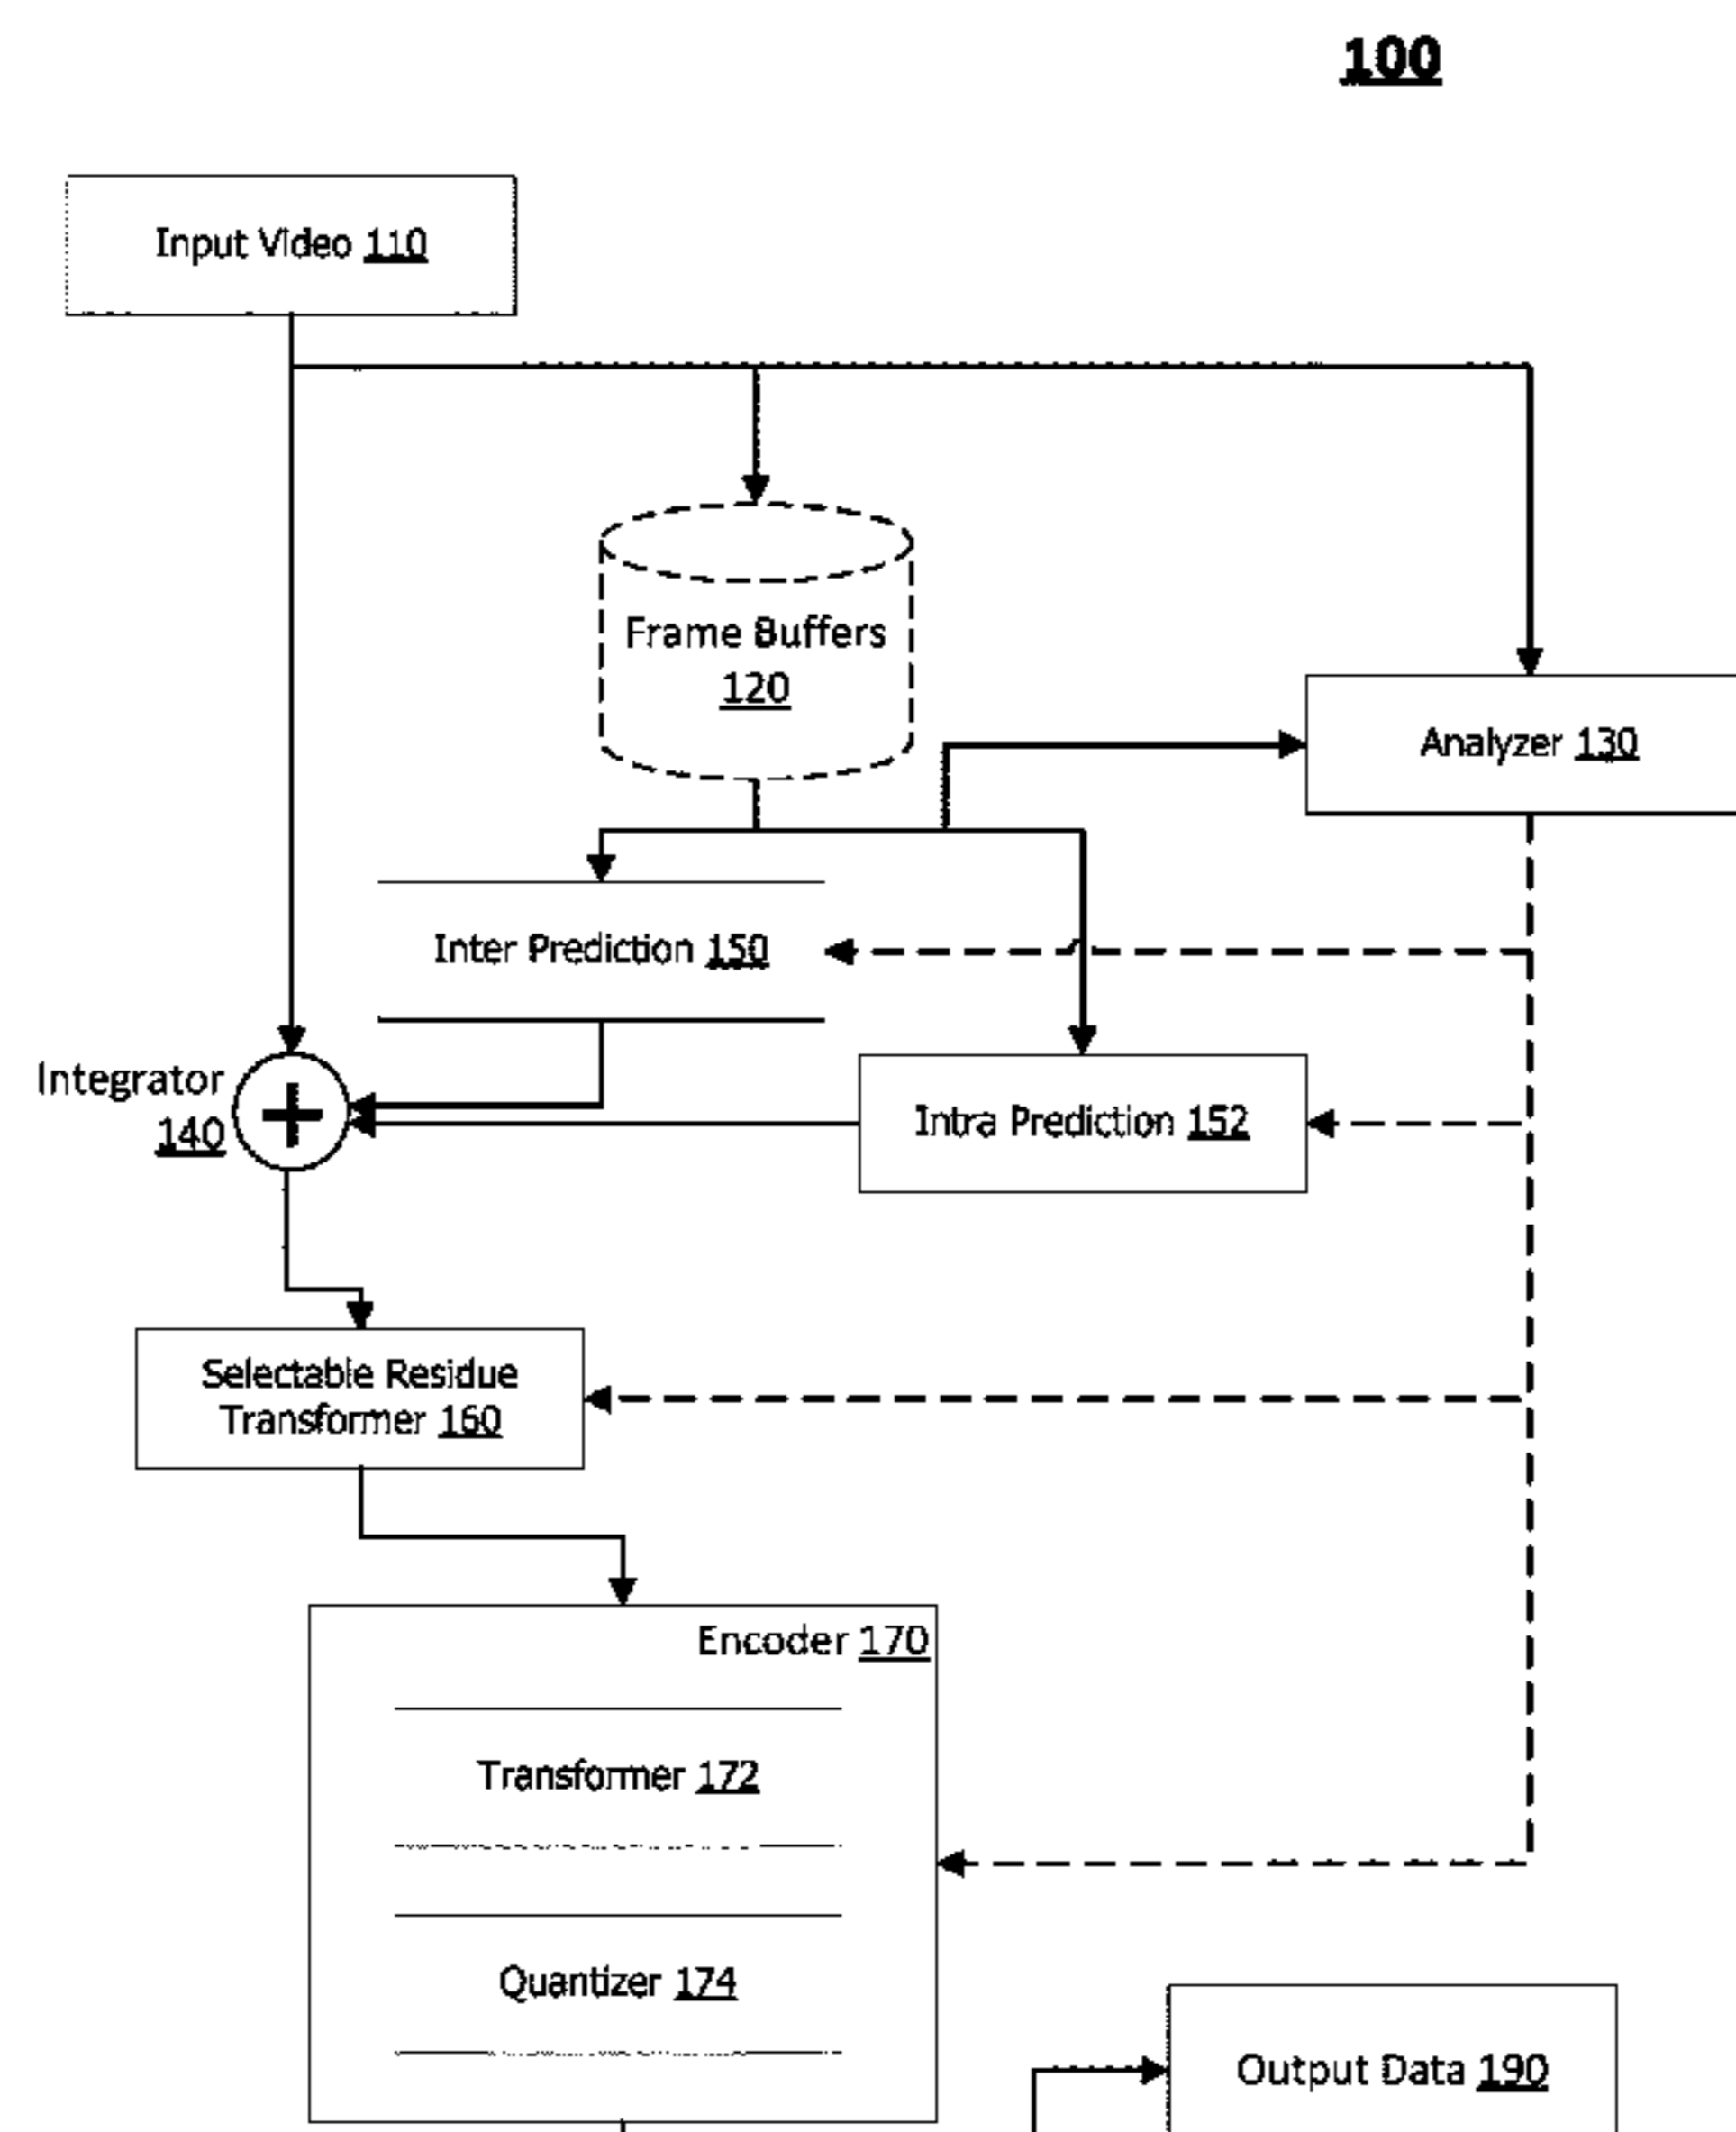 100
Input Video 110
Frame Buffers
120
Analyzer 130
Inter Prediction 150
Integrator
140
Intra Prediction 152
Selectable Residue
Transformer 160
Encoder 170
Transformer 172
Quantizer 174
Output Data 190